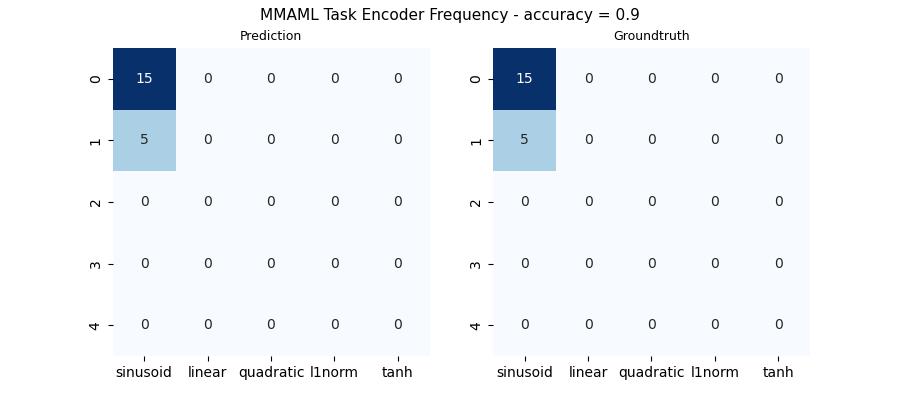 MMAML Task Encoder Frequency - accuracy = 0.9
Prediction
0 15 0 0 0 0
1 5 0 0 0 0
2 0 0 0 0 0
3 0 0 0 0 0
4 0 0 0 0 0
sinusoid linear quadratic l1norm tanh
Groundtruth
0 15 0 0 0 0
1 5 0 0 0 0
2 0 0 0 0 0
3 0 0 0 0 0
4 0 0 0 0 0
sinusoid linear quadratic l1norm tanh